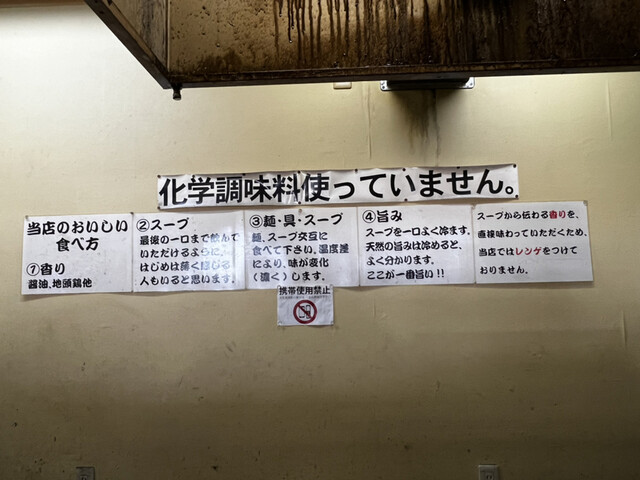 化学調味料使っていません。
当店のおいしい
食べ方
①香り
醤油、地頭鶏他
②スープ
最後の一口まで飲んで
いただけるように、
はじめは薄く感じる
人もいると思います。
③麺・具・スープ
麺、スープ交互に
食べて下さい。温度差
により、味が変化
(濃く)します。
④旨み
スープを一口よく冷ます。
天然の旨みは冷めると、
よく分かります。
ここが一番旨い!!
スープから伝わる香りを、
直接味わっていただくため、
当店ではレンゲをつけて
おりません。
携帯使用禁止